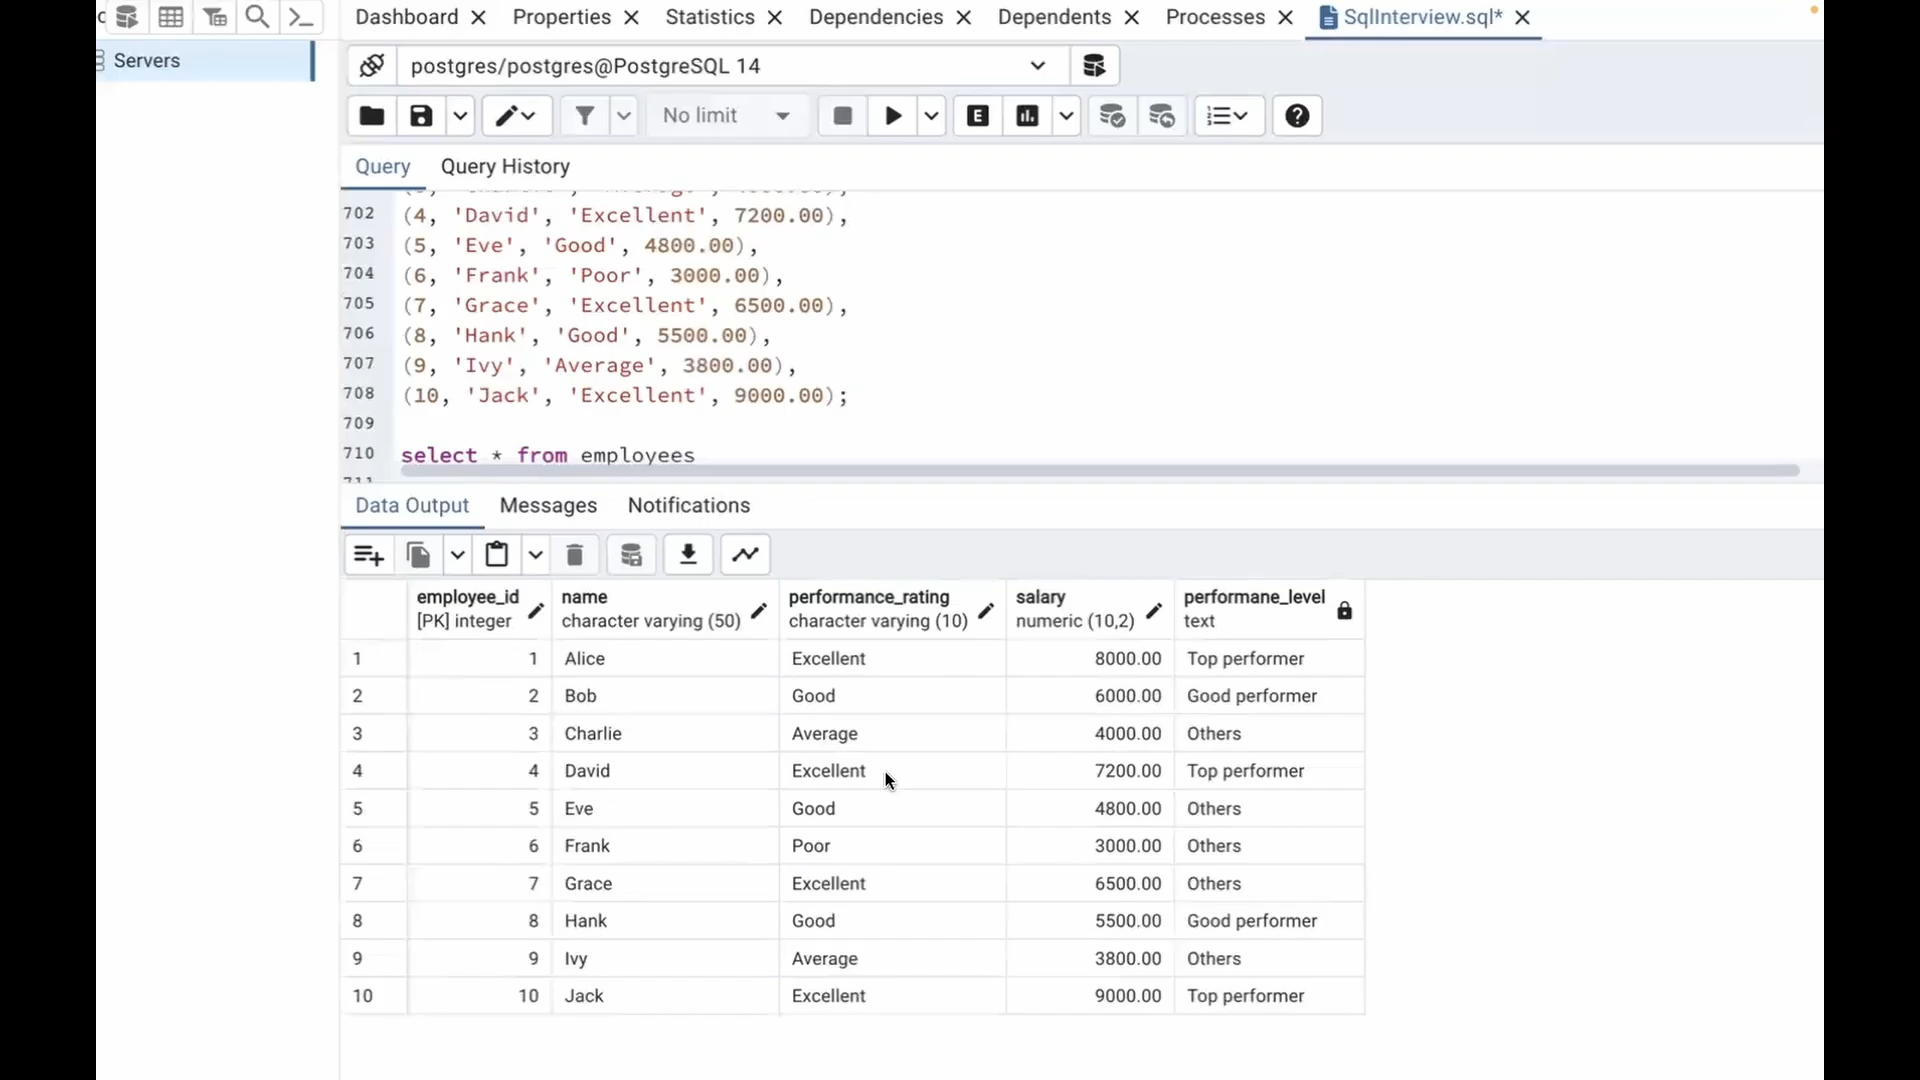 Dashboard Properties Statistics Dependencies Dependents Processes SqlInterview.sql*
Servers
postgres/postgres@PostgreSQL 14
No limit
E
Query Query History
702 (4, 'David', 'Excellent', 7200.00),
703 (5, 'Eve', 'Good', 4800.00),
704 (6, 'Frank', 'Poor', 3000.00),
705 (7, 'Grace', 'Excellent', 6500.00),
706 (8, 'Hank', 'Good', 5500.00),
707 (9, 'Ivy', 'Average', 3800.00),
708 (10, 'Jack', 'Excellent', 9000.00);
709
710 select * from employees
Data Output Messages Notifications
employee_id name performance_rating salary performane_level
[PK] integer character varying (50) character varying (10) numeric (10,2) text
1 1 Alice Excellent 8000.00 Top performer
2 2 Bob Good 6000.00 Good performer
3 3 Charlie Average 4000.00 Others
4 4 David Excellent 7200.00 Top performer
5 5 Eve Good 4800.00 Others
6 6 Frank Poor 3000.00 Others
7 7 Grace Excellent 6500.00 Others
8 8 Hank Good 5500.00 Good performer
9 9 Ivy Average 3800.00 Others
10 10 Jack Excellent 9000.00 Top performer